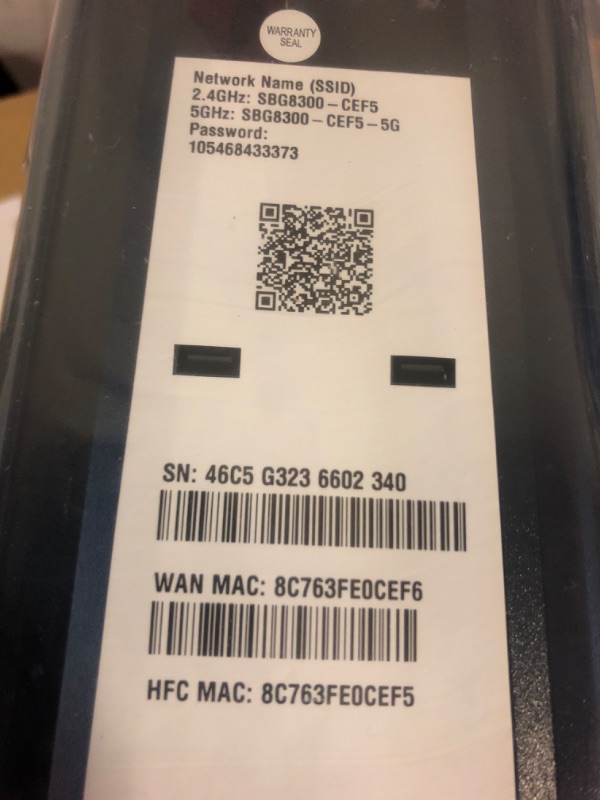 WARRANTY
SEAL
Network Name (SSID)
2.4GHz: SBG8300-CEF5
5GHz: SBG8300-CEF5-5G
Password:
105468433373
SN: 46C5 G323 6602 340
WAN MAC: 8C763FE0CEF6
HFC MAC: 8C763FE0CEF5